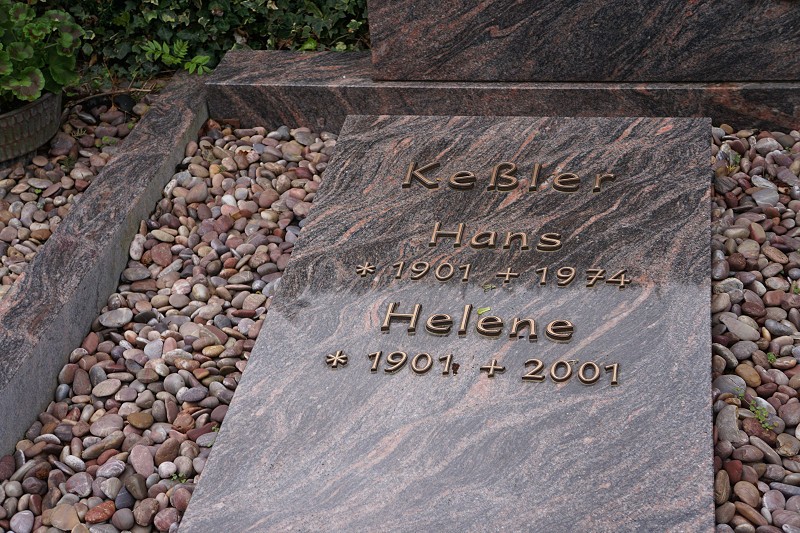 Keßler
Hans
* 1901 + 1974
Helene
* 1901 + 2001